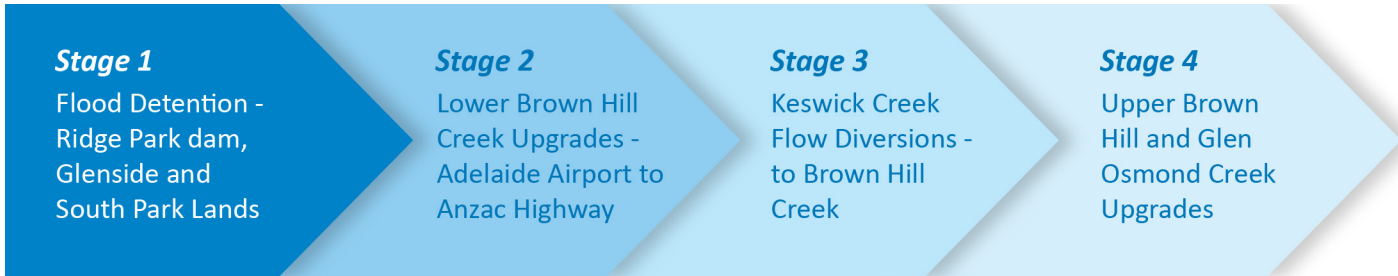 Stage 1
Flood Detention -
Ridge Park dam,
Glenside and
South Park Lands
Stage 2
Lower Brown Hill
Creek Upgrades -
Adelaide Airport to
Anzac Highway
Stage 3
Keswick Creek
Flow Diversions -
to Brown Hill
Creek
Stage 4
Upper Brown
Hill and Glen
Osmond Creek
Upgrades